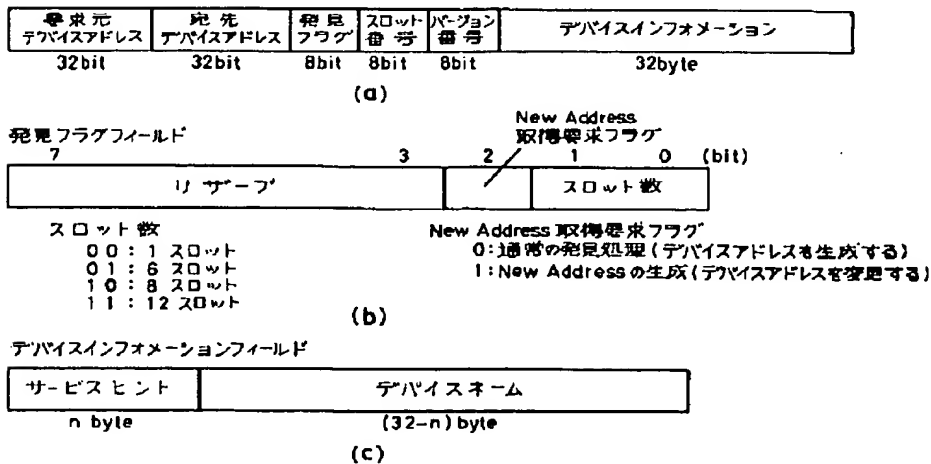 要求元 宛先 発見 スロット バージョン デバイスインフォメーション
デバイスアドレス デバイスアドレス フラグ 番号 番号
32bit 32bit 8bit 8bit 8bit 32byte
(a)
New Address
取得要求フラグ
発見フラグフィールド
7 3 2 1 0 (bit)
リザーブ スロット数
スロット数
00:1スロット
01:6スロット
10:8スロット
11:12スロット
New Address取得要求フラグ
0:通常の発見処理(デバイスアドレスを生成する)
1:New Addressの生成(デバイスアドレスを変更する)
(b)
デバイスインフォメーションフィールド
サービスヒント デバイスネーム
n byte (32-n)byte
(c)